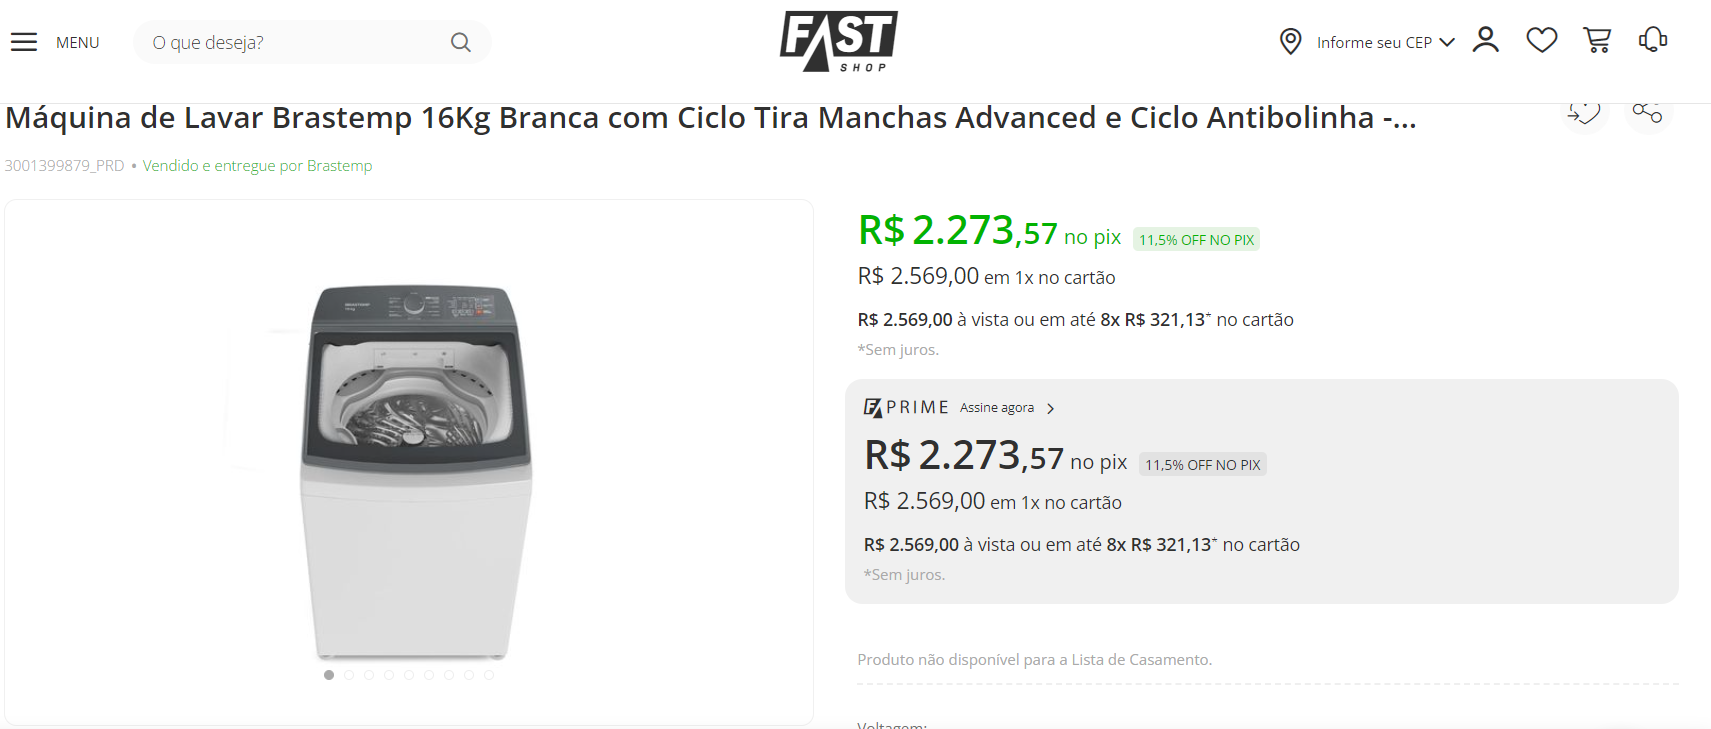 MENU
O que deseja?
FAST
SHOP
Informe seu CEP
Máquina de Lavar Brastemp 16Kg Branca com Ciclo Tira Manchas Advanced e Ciclo Antibolinha -...
3001399879_PRD • Vendido e entregue por Brastemp
R$ 2.273,57 no pix 11,5% OFF NO PIX
R$ 2.569,00 em 1x no cartão
R$ 2.569,00 à vista ou em até 8x R$ 321,13* no cartão
*Sem juros.
PRIME Assine agora
R$ 2.273,57 no pix 11,5% OFF NO PIX
R$ 2.569,00 em 1x no cartão
R$ 2.569,00 à vista ou em até 8x R$ 321,13* no cartão
*Sem juros.
Produto não disponível para a Lista de Casamento.
Voltagem: